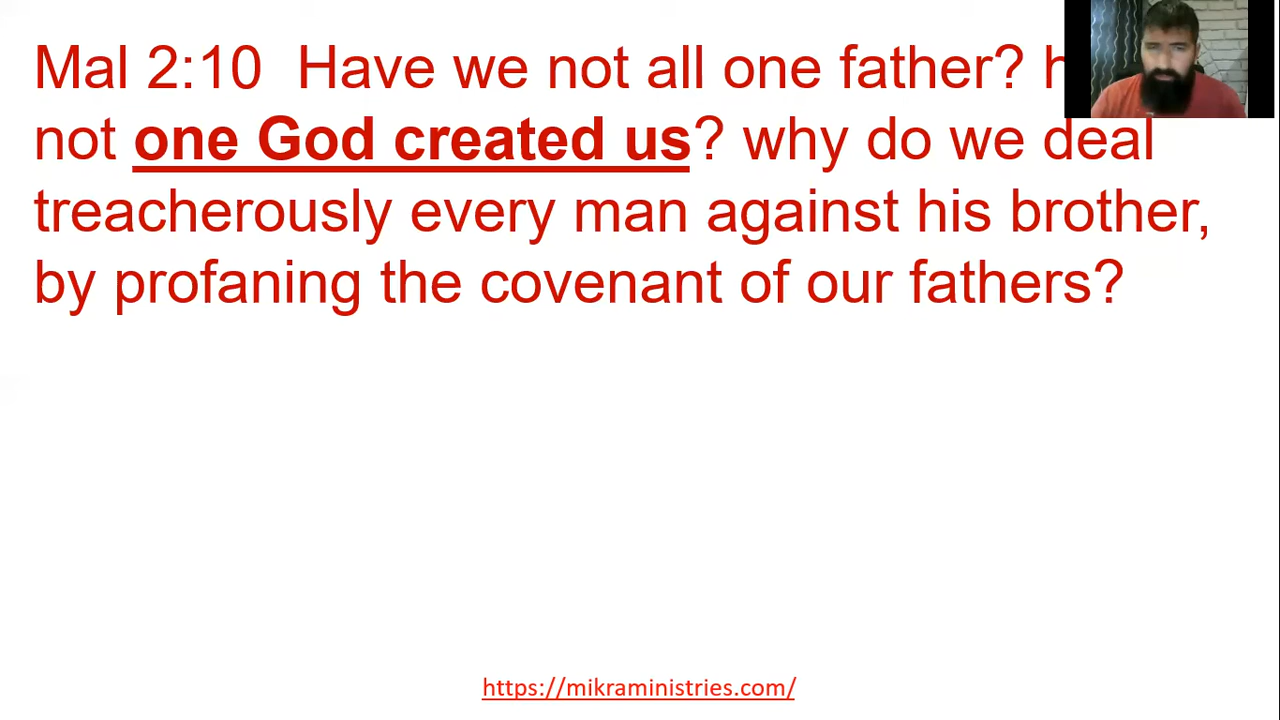 Mal 2:10 Have we not all one father?
not one God created us? why do we deal
treacherously every man against his brother,
by profaning the covenant of our fathers?
https://mikraministries.com/